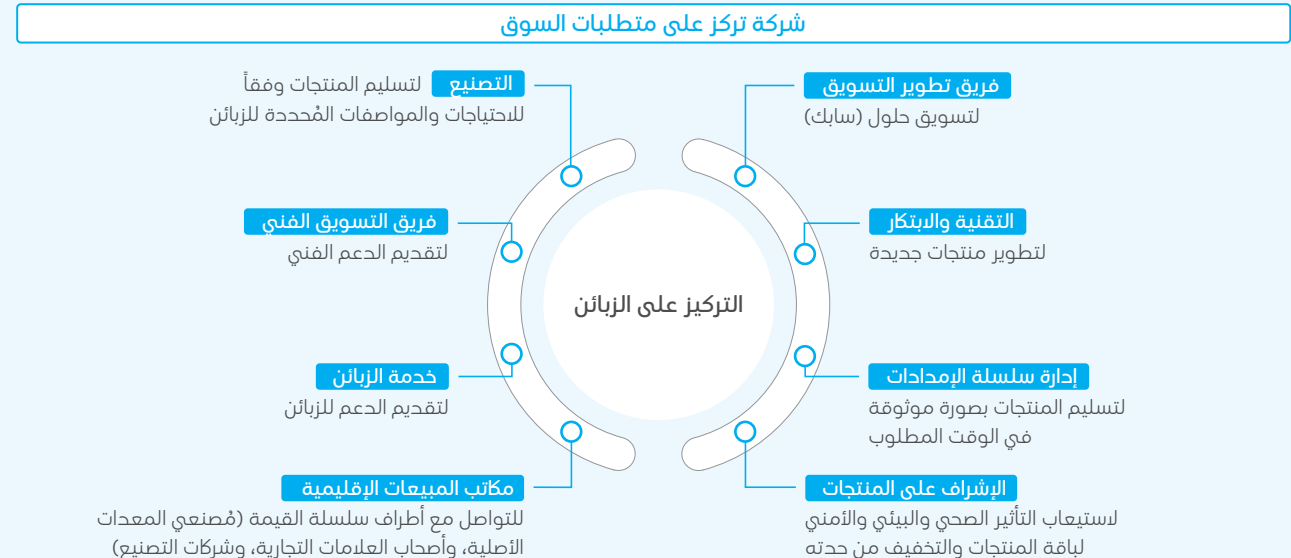 شركة تركز على متطلبات السوق
فريق تطوير التسويق
لتسويق حلول (سابك)
التقنية والابتكار
لتطوير منتجات جديدة
إدارة سلسلة الإمدادات
لتسليم المنتجات بصورة موثوقة
في الوقت المطلوب
الإشراف على المنتجات
لاستيعاب التأثير الصحي والبيئي والأمني
لباقة المنتجات والتخفيف من حدته
التركيز على الزبائن
التصنيع لتسليم المنتجات وفقاً
للاحتياجات والمواصفات المُحددة للزبائن
فريق التسويق الفني
لتقديم الدعم الفني
خدمة الزبائن
لتقديم الدعم للزبائن
مكاتب المبيعات الإقليمية
للتواصل مع أطراف سلسلة القيمة (مُصنعي المعدات
الأصلية، وأصحاب العلامات التجارية، وشركات التصنيع)